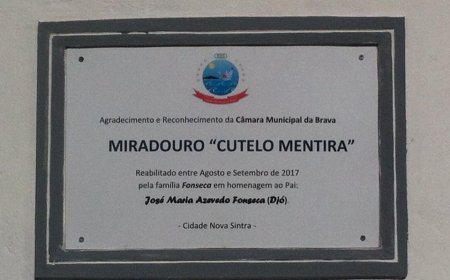 Agradecimento e Reconhecimento da Câmara Municipal da Brava
MIRADOURO “CUTELO MENTIRA”
Reabilitado entre Agosto e Setembro de 2017
pela família Fonseca em homenagem ao Pai:
José Maria Azevedo Fonseca (Djó).
- Cidade Nova Sintra -